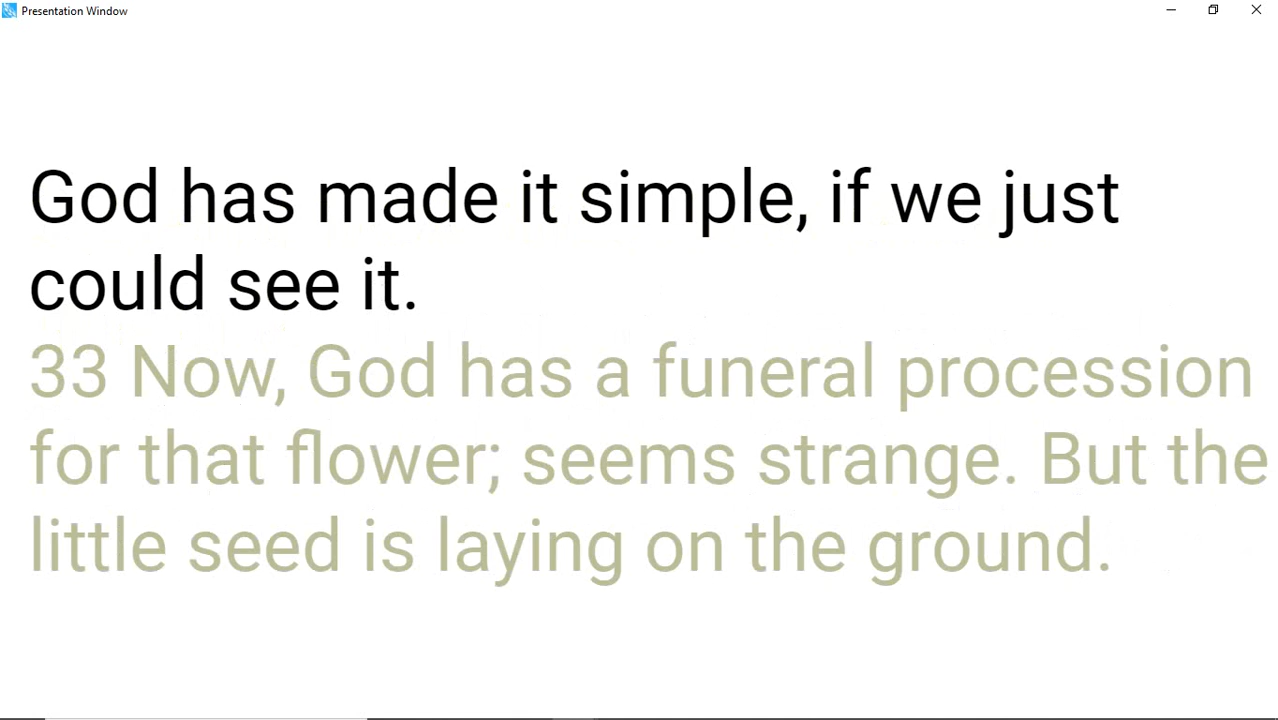 Presentation Window
God has made it simple, if we just
could see it.
33 Now, God has a funeral procession
for that flower; seems strange. But the
little seed is laying on the ground.